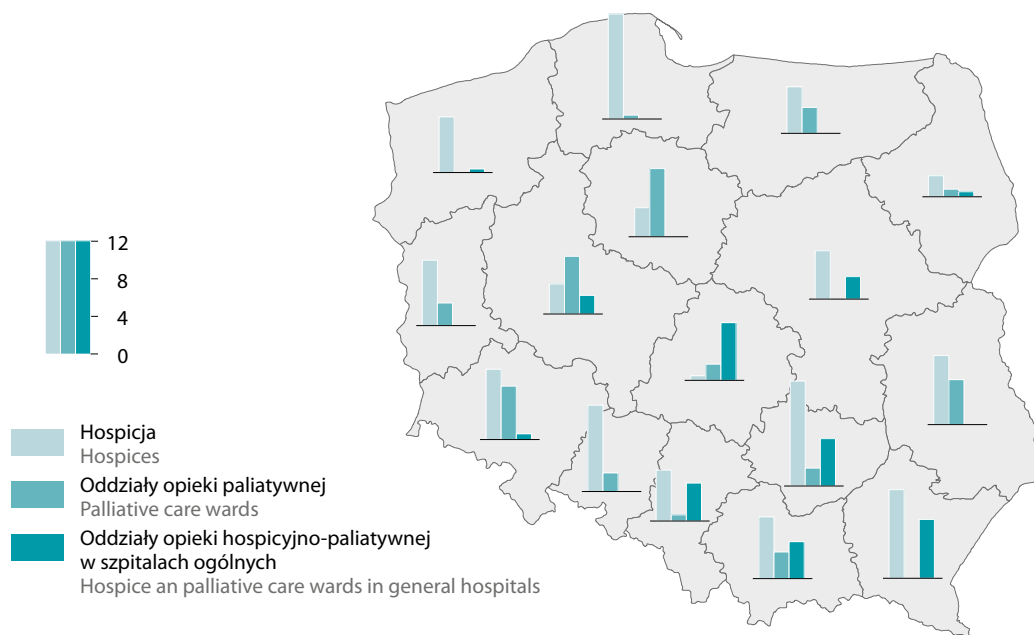 12
8
4
0
Hospicja
Hospices
Oddziały opieki paliatywnej
Palliative care wards
Oddziały opieki hospicyjno-paliatywnej
w szpitalach ogólnych
Hospice an palliative care wards in general hospitals